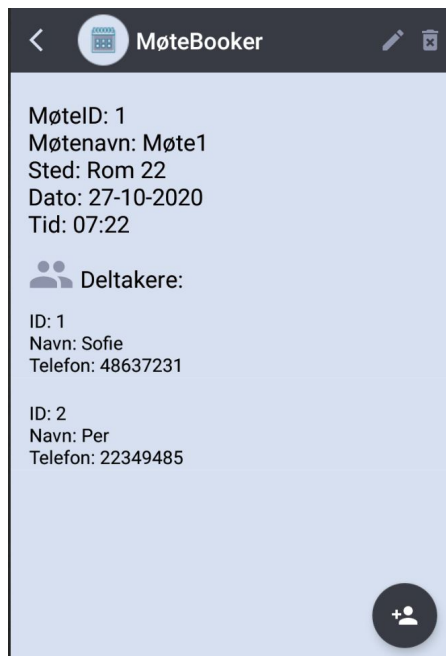 MøteBooker
MøteID: 1
Møtenavn: Møte1
Sted: Rom 22
Dato: 27-10-2020
Tid: 07:22
Deltakere:
ID: 1
Navn: Sofie
Telefon: 48637231
ID: 2
Navn: Per
Telefon: 22349485